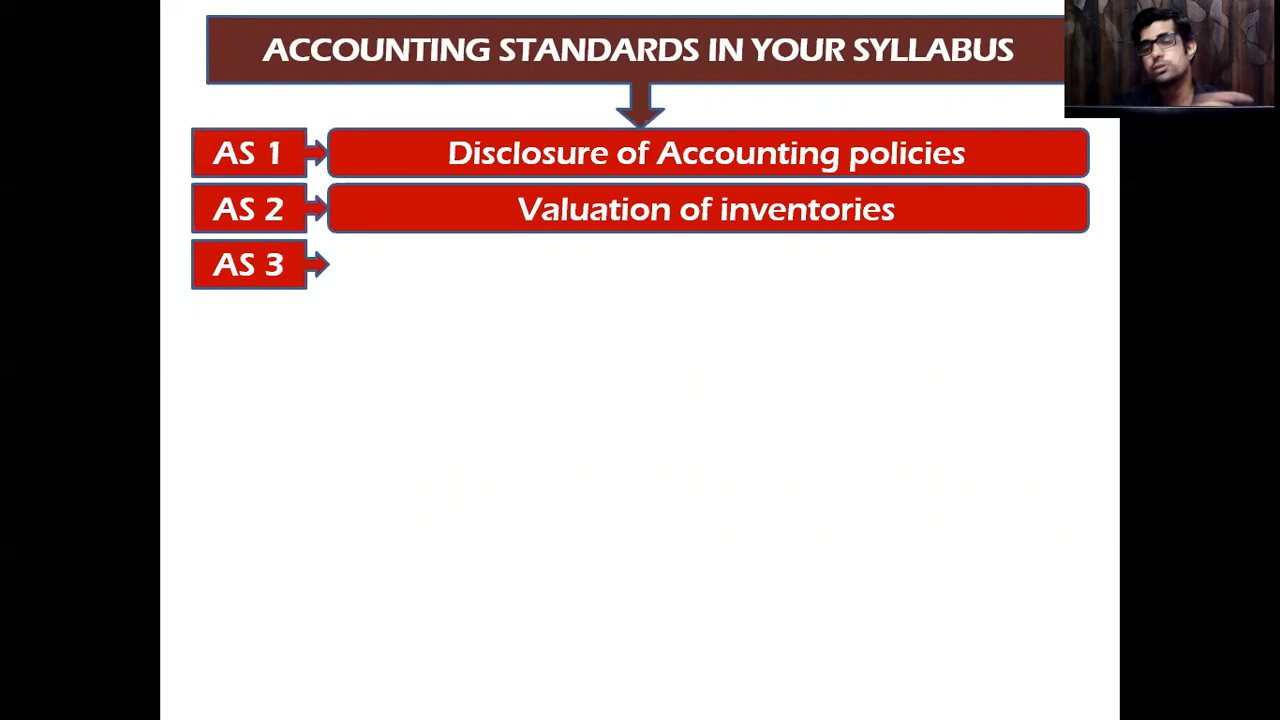 ACCOUNTING STANDARDS IN YOUR SYLLABUS
AS 1
Disclosure of Accounting policies
AS 2
Valuation of inventories
AS 3